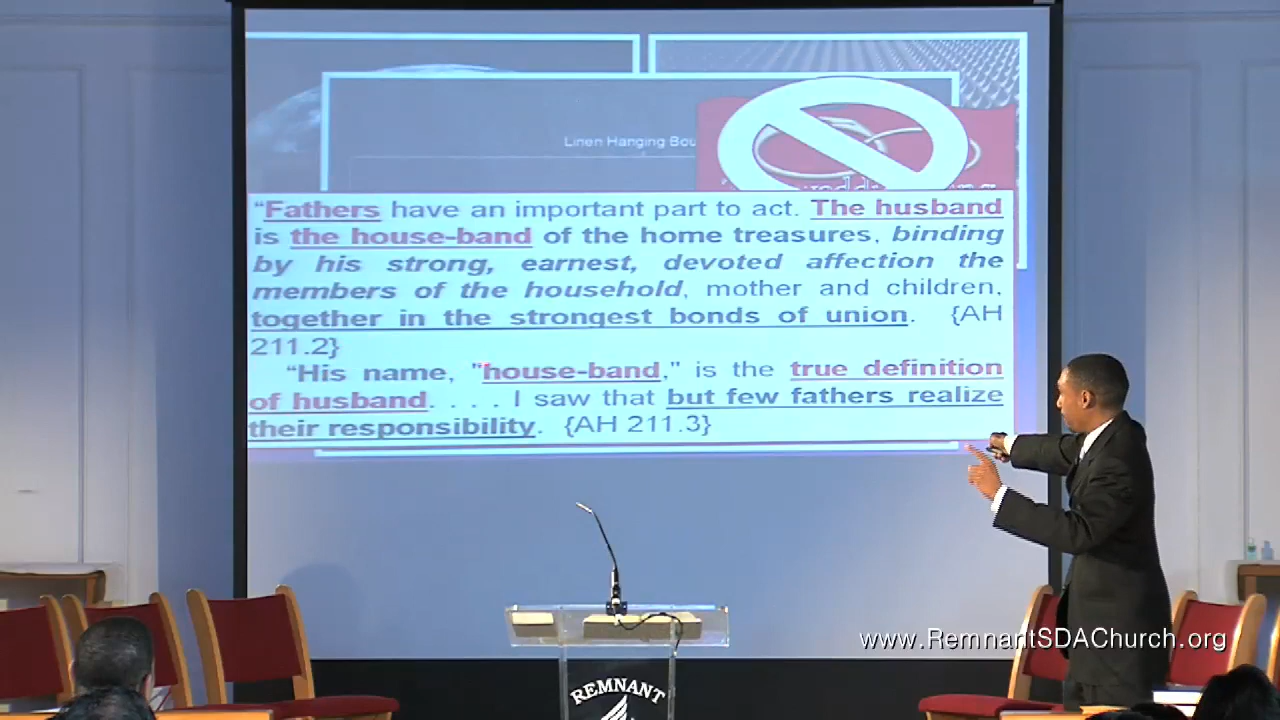 Linen Hanging Bou
“Fathers have an important part to act. The husband
is the house-band of the home treasures, binding
by his strong, earnest, devoted affection the
members of the household, mother and children,
together in the strongest bonds of union. {AH
211.2}
“His name, "house-band," is the true definition
of husband. . . . I saw that but few fathers realize
their responsibility. {AH 211.3}
www.RemnantSDAChurch.org
REMNANT